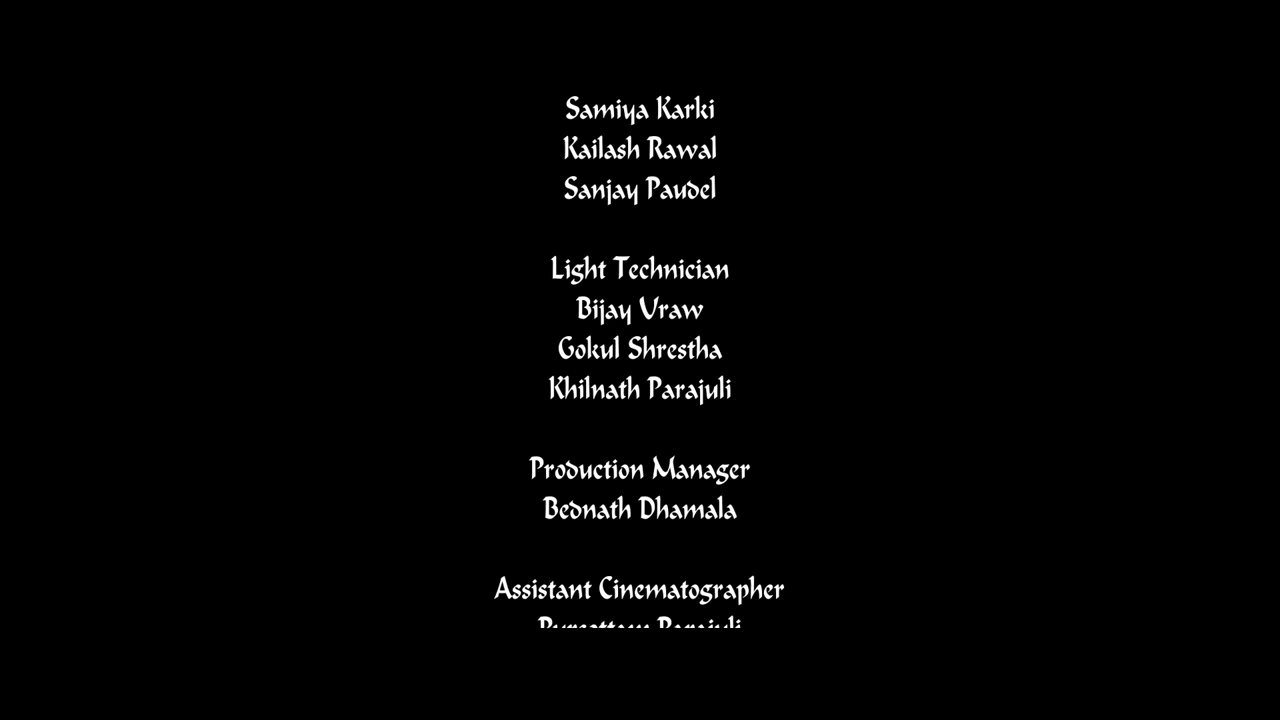 Samiya Karki
Kailash Rawal
Sanjay Paudel
Light Technician
Bijay Uraw
Gokul Shrestha
Khilnath Parajuli
Production Manager
Bednath Dhamala
Assistant Cinematographer
Parajuli